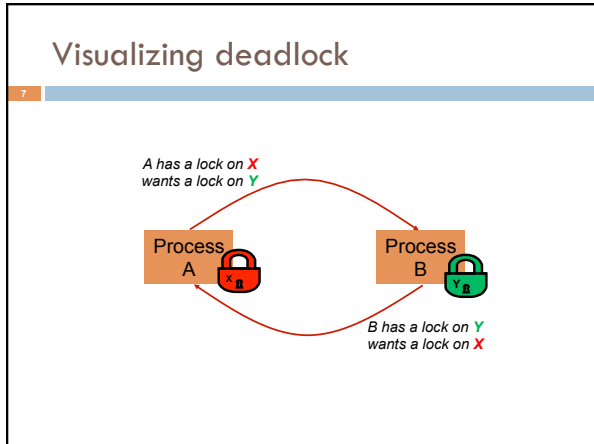 Visualizing deadlock
7
A has a lock on X
wants a lock on Y
Process
A
X
Process
B
Y
B has a lock on Y
wants a lock on X